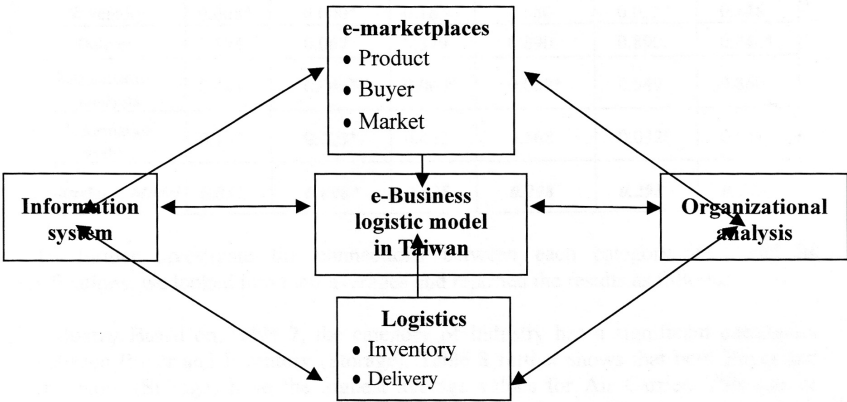 e-marketplaces
• Product
• Buyer
• Market
Information
system
e-Business
logistic model
in Taiwan
Organizational
analysis
Logistics
• Inventory
• Delivery